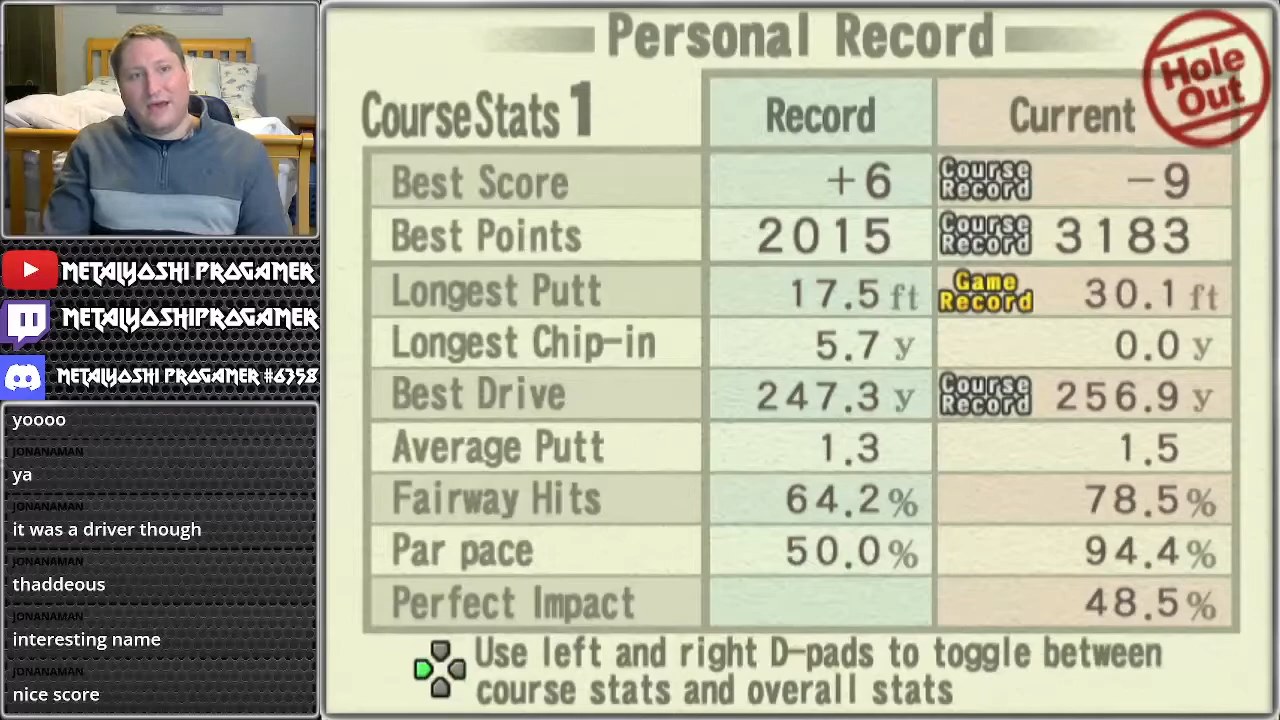 Personal Record
Hole
Out
Course Stats 1
Record
Current
Best Score +6 Course Record -9
Best Points 2015 Course Record 3183
Longest Putt 17.5 ft Game Record 30.1 ft
Longest Chip-in 5.7 y 0.0 y
Best Drive 247.3 y Course Record 256.9 y
Average Putt 1.3 1.5
Fairway Hits 64.2% 78.5%
Par pace 50.0% 94.4%
Perfect Impact 48.5%
Use left and right D-pads to toggle between
course stats and overall stats
METALYOSHI PROGAMER
METALYOSHIPROGAMER
METALYOSHI PROGAMER #6358
yoooo
JONANAMAN
ya
JONANAMAN
it was a driver though
JONANAMAN
thaddeous
JONANAMAN
interesting name
JONANAMAN
nice score